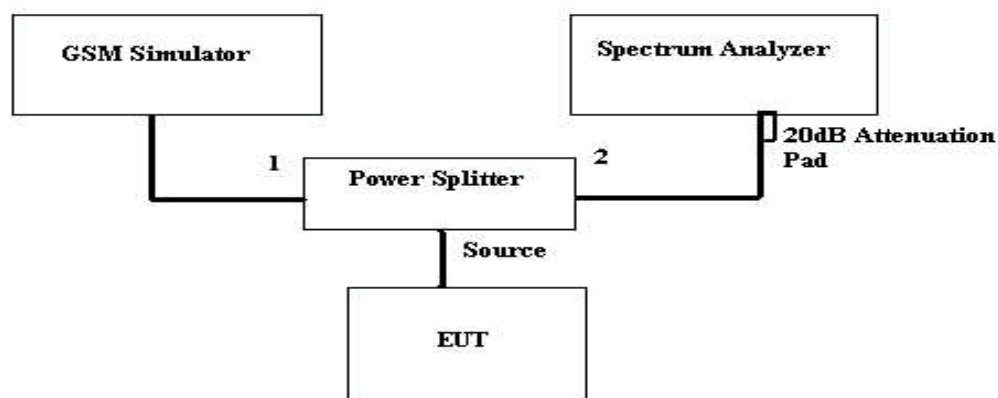 GSM Simulator
Spectrum Analyzer
20dB Attenuation
Pad
1
2
Power Splitter
Source
EUT